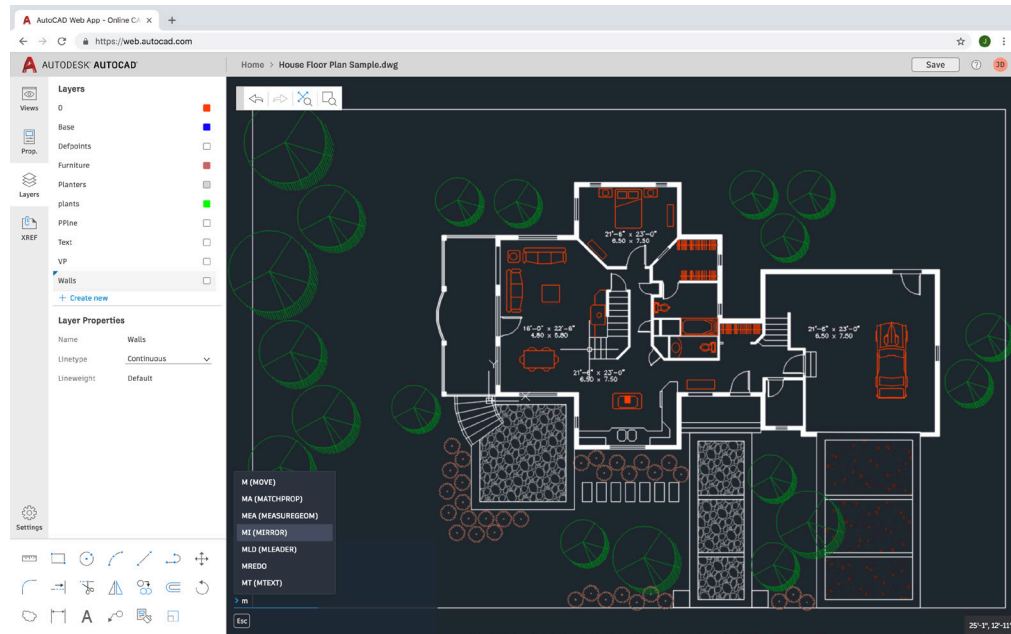 AutoCAD Web App - Online CA
https://web.autocad.com
J
AUTODESK® AUTOCAD®
Home > House Floor Plan Sample.dwg
Save
JD
Views
Prop.
Layers
XREF
Settings
Layers
0
Base
Defpoints
Furniture
Planters
plants
PPlne
Text
VP
Walls
+ Create new
Layer Properties
Name Walls
Linetype Continuous
Lineweight Default
21'-6" x 23'-0"
6.50 x 7.50
16'-0" x 22'-8"
4.80 x 6.80
21'-6" x 23'-0"
6.50 x 7.50
21'-6" x 23'-0"
6.50 x 7.50
Y
X
M (MOVE)
MA (MATCHPROP)
MEA (MEASUREGEOM)
MI (MIRROR)
MLD (MLEADER)
MREDO
MT (MTEXT)
> m
Esc
A
25'-1", 12'-11"